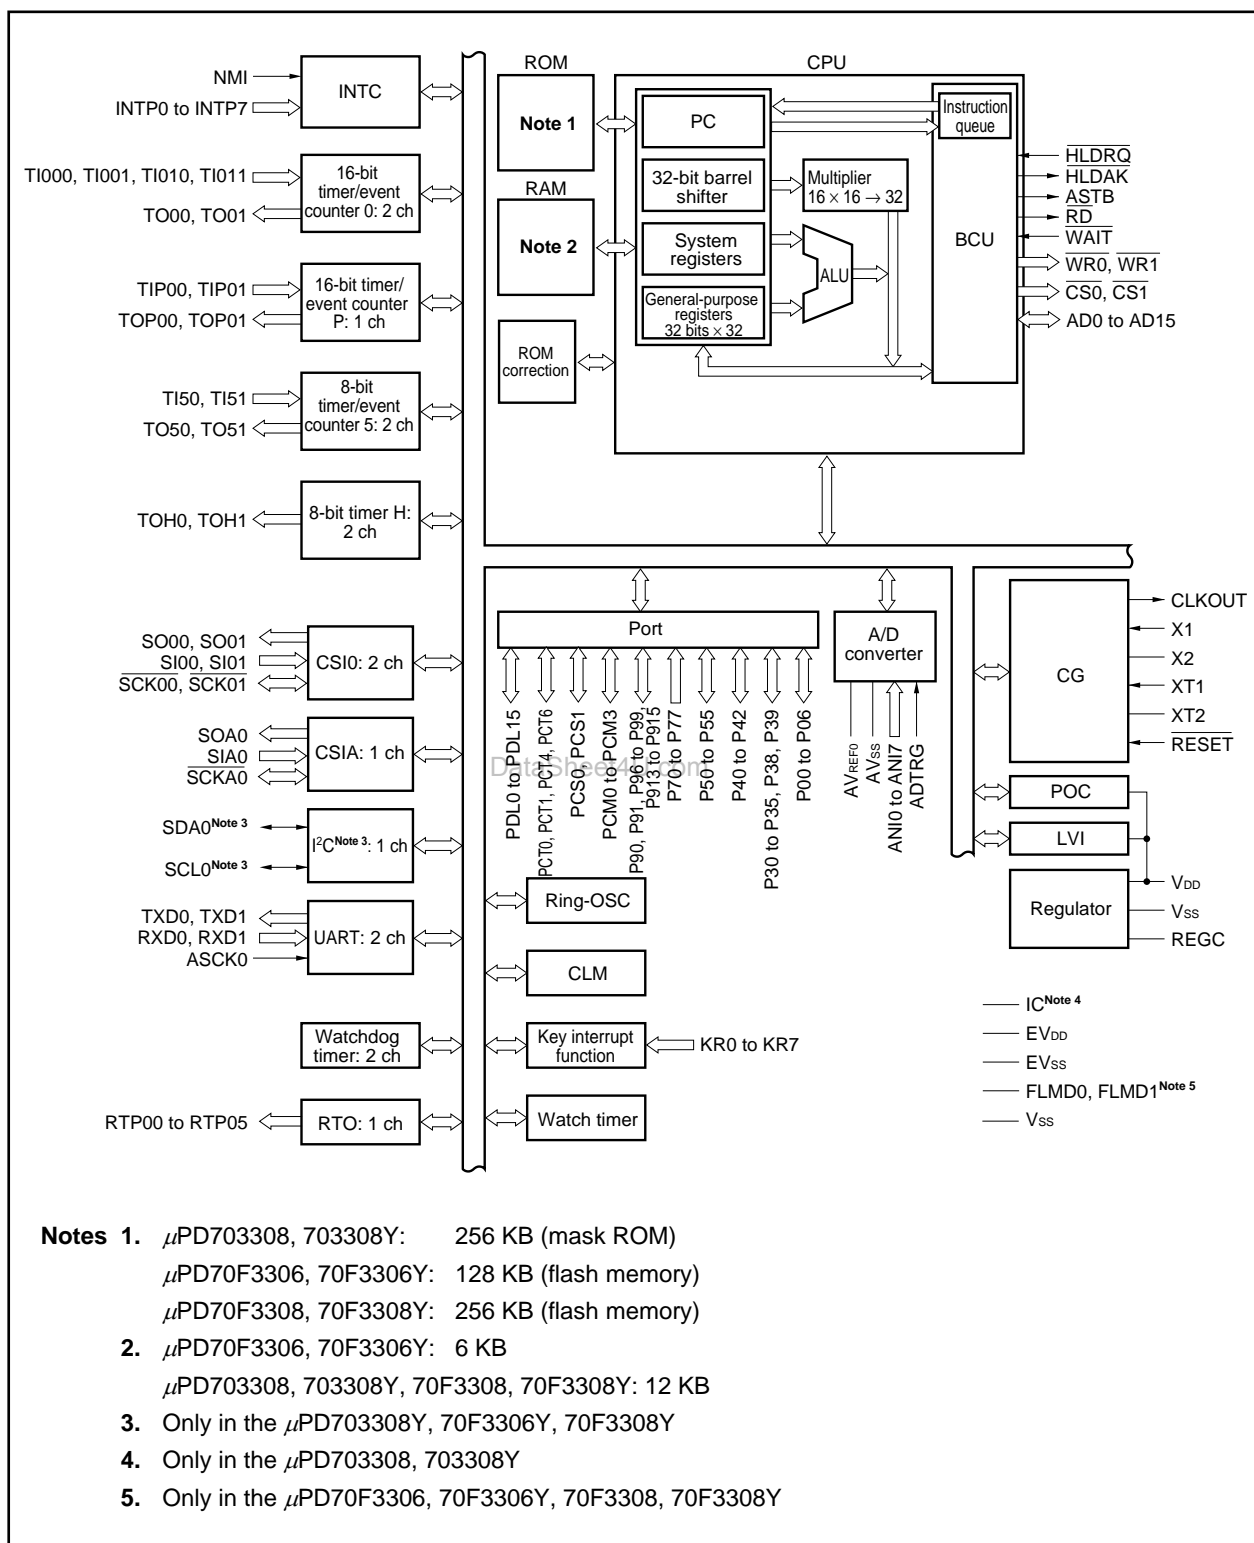 NMI
INTP0 to INTP7
INTC
TI000, TI001, TI010, TI011
TO00, TO01
16-bit
timer/event
counter 0: 2 ch
TIP00, TIP01
TOP00, TOP01
16-bit timer/
event counter
P: 1 ch
TI50, TI51
TO50, TO51
8-bit
timer/event
counter 5: 2 ch
TOH0, TOH1
8-bit timer H:
2 ch
SO00, SO01
SI00, SI01
SCK00, SCK01
CSI0: 2 ch
SOA0
SIA0
SCKA0
CSIA: 1 ch
SDA0Note 3
SCL0Note 3
I2CNote 3: 1 ch
TXD0, TXD1
RXD0, RXD1
ASCK0
UART: 2 ch
Watchdog
timer: 2 ch
RTP00 to RTP05
RTO: 1 ch
ROM
Note 1
RAM
Note 2
ROM
correction
CPU
PC
32-bit barrel
shifter
System
registers
General-purpose
registers
32 bits × 32
Multiplier
16 × 16 → 32
ALU
Instruction
queue
BCU
HLDRQ
HLDAK
ASTB
RD
WAIT
WR0, WR1
CS0, CS1
AD0 to AD15
Port
PDL0 to PDL15
PCT0, PCT1, PCT4, PCT6
PCS0, PCS1
PCM0 to PCM3
P90, P91, P96 to P99,
P913 to P915
P70 to P77
P50 to P55
P40 to P42
P30 to P35, P38, P39
P00 to P06
DataSheet4U.com
A/D
converter
AVREF0
AVSS
ANI0 to ANI7
ADTRG
CG
CLKOUT
X1
X2
XT1
XT2
RESET
POC
LVI
Regulator
VDD
VSS
REGC
Ring-OSC
CLM
Key interrupt
function
KR0 to KR7
Watch timer
ICNote 4
EVDD
EVSS
FLMD0, FLMD1Note 5
VSS
Notes 1. μPD703308, 703308Y: 256 KB (mask ROM)
μPD70F3306, 70F3306Y: 128 KB (flash memory)
μPD70F3308, 70F3308Y: 256 KB (flash memory)
2. μPD70F3306, 70F3306Y: 6 KB
μPD703308, 703308Y, 70F3308, 70F3308Y: 12 KB
3. Only in the μPD703308Y, 70F3306Y, 70F3308Y
4. Only in the μPD703308, 703308Y
5. Only in the μPD70F3306, 70F3306Y, 70F3308, 70F3308Y